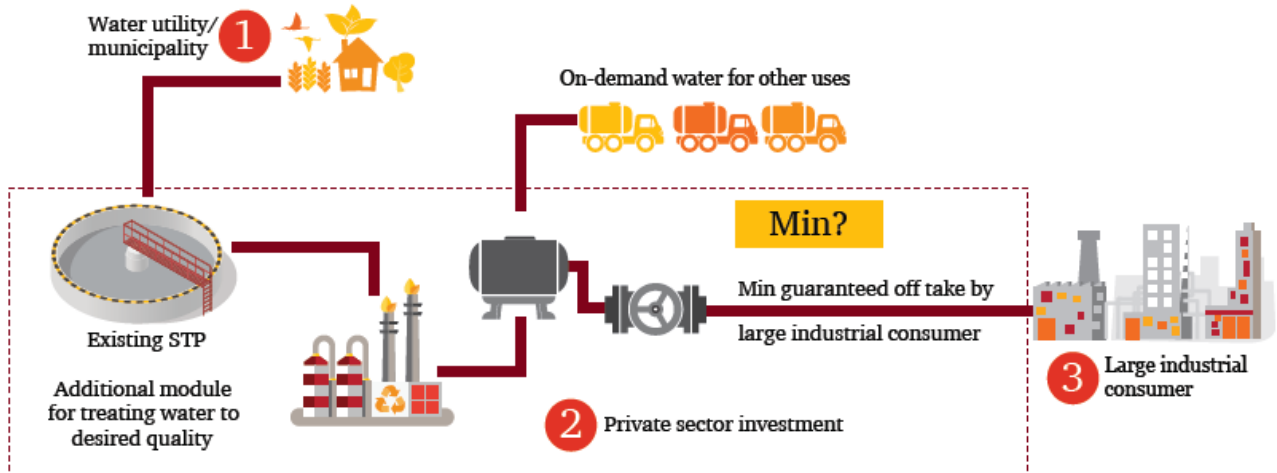 Water utility/
municipality
1
On-demand water for other uses
Min?
Existing STP
Additional module
for treating water to
desired quality
Min guaranteed off take by
large industrial consumer
2 Private sector investment
3 Large industrial
consumer